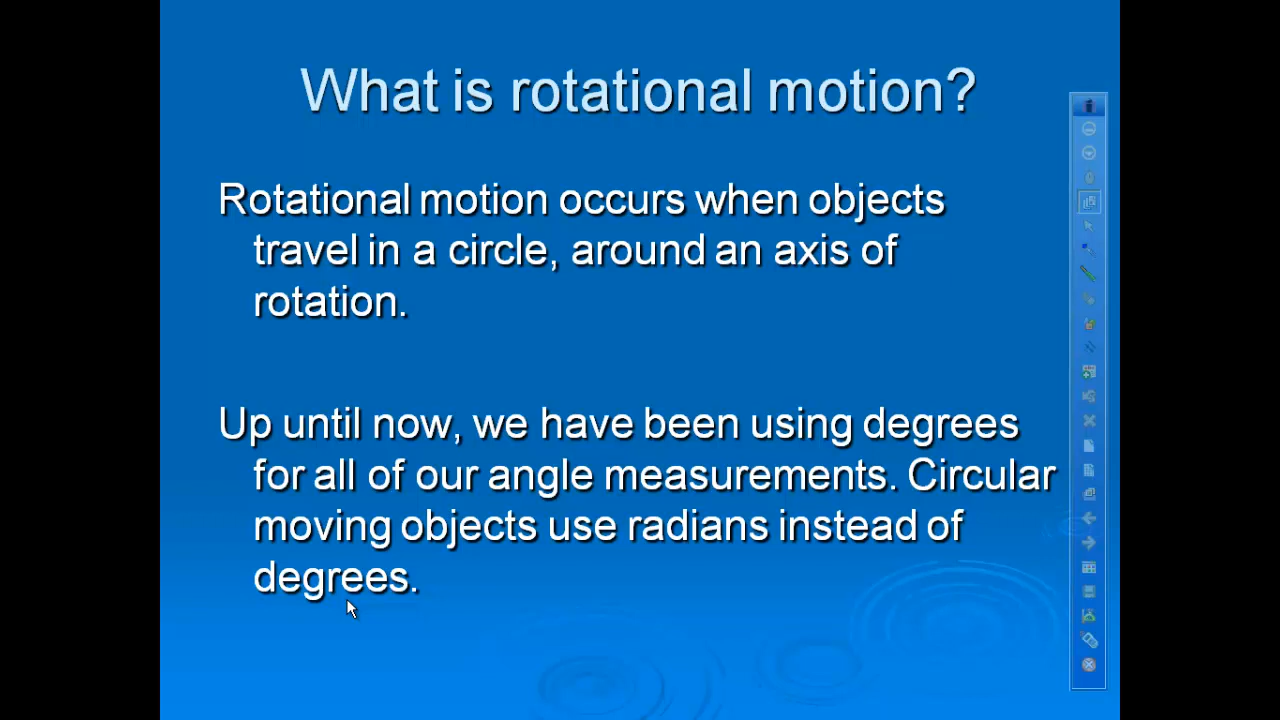 What is rotational motion?
Rotational motion occurs when objects
travel in a circle, around an axis of
rotation.
Up until now, we have been using degrees
for all of our angle measurements. Circular
moving objects use radians instead of
degrees.